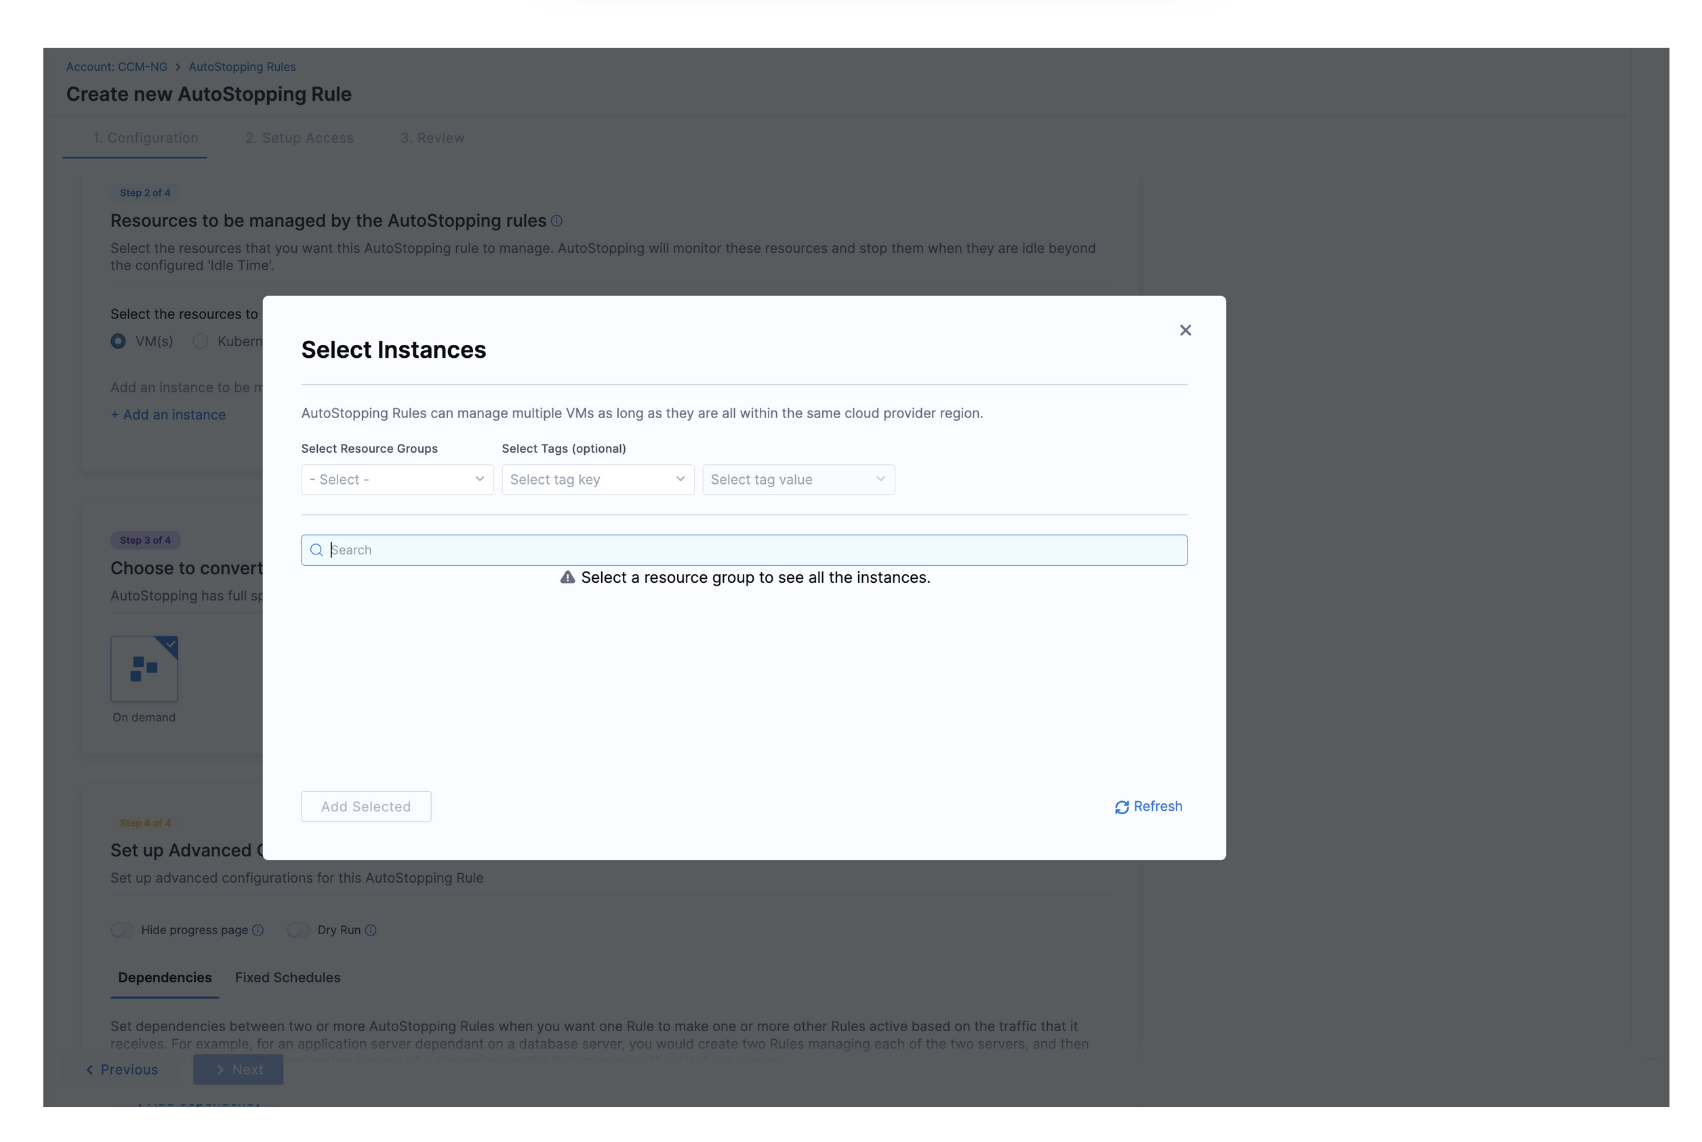 Account: CCM-NG > AutoStopping Rules
Create new AutoStopping Rule
1. Configuration 2. Setup Access 3. Review
Step 2 of 4
Resources to be managed by the AutoStopping rules
Select the resources that you want this AutoStopping rule to manage. AutoStopping will monitor these resources and stop them when they are idle beyond
the configured 'Idle Time'.
Select the resources to
VM(s) Kubern
Add an instance to be m
+ Add an instance
Select Instances
AutoStopping Rules can manage multiple VMs as long as they are all within the same cloud provider region.
Select Resource Groups Select Tags (optional)
- Select - Select tag key Select tag value
Search
Select a resource group to see all the instances.
Add Selected Refresh
Step 3 of 4
Choose to convert
AutoStopping has full sp
On demand
Step 4 of 4
Set up Advanced C
Set up advanced configurations for this AutoStopping Rule
Hide progress page Dry Run
Dependencies Fixed Schedules
Set dependencies between two or more AutoStopping Rules when you want one Rule to make one or more other Rules active based on the traffic that it
receives. For example, for an application server dependant on a database server, you would create two Rules managing each of the two servers, and then
< Previous > Next